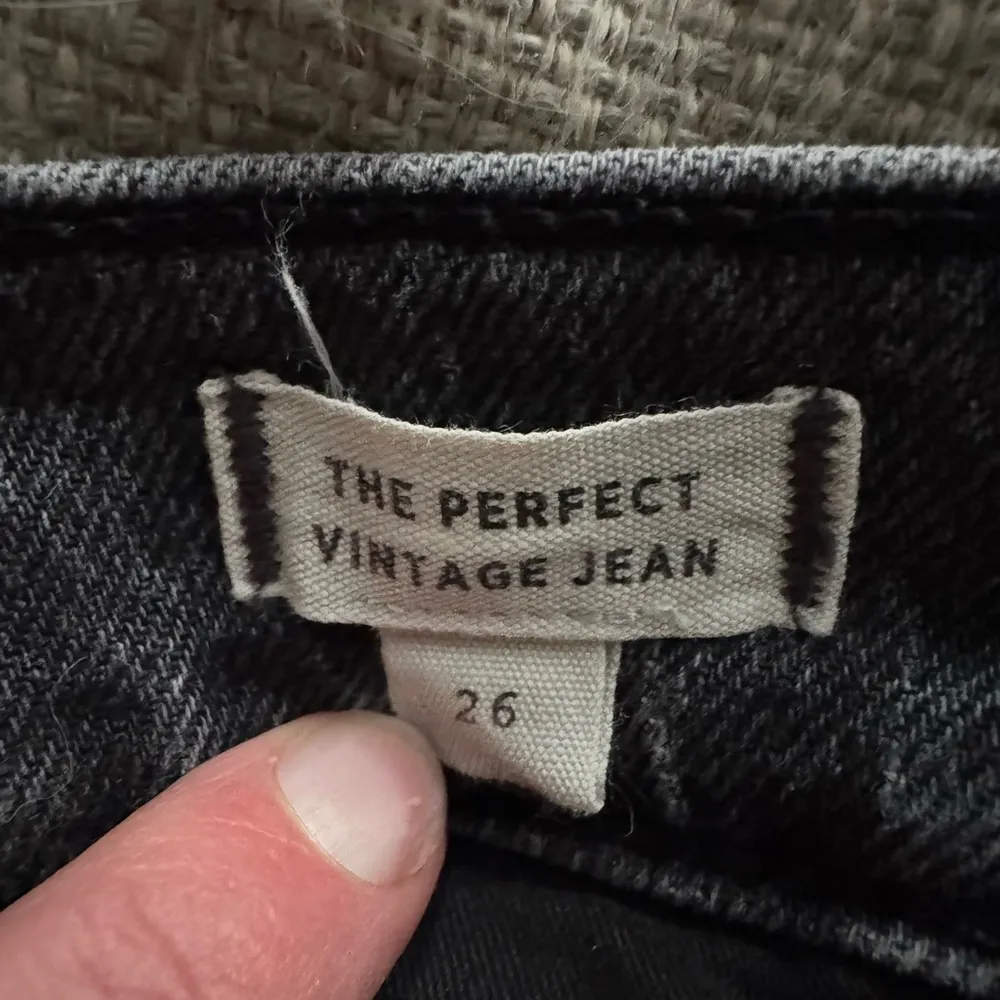 THE PERFECT
VINTAGE JEAN
26